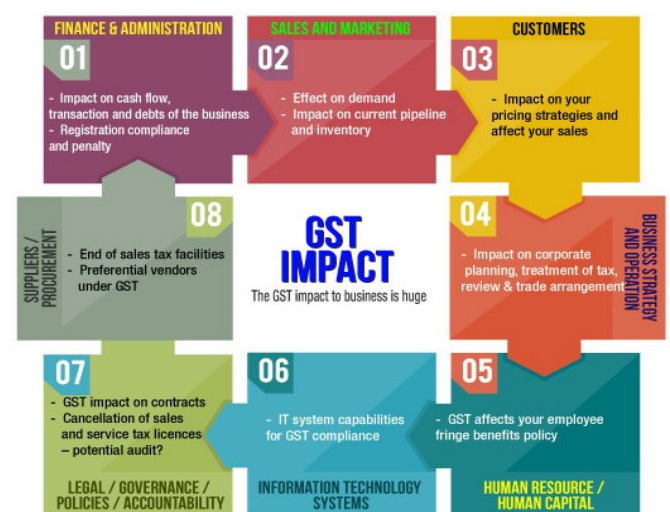 FINANCE & ADMINISTRATION
01
- Impact on cash flow,
transaction and debts of the business
- Registration compliance
and penalty
SALES AND MARKETING
02
- Effect on demand
- Impact on current pipeline
and inventory
CUSTOMERS
03
- Impact on your
pricing strategies and
affect your sales
04
- Impact on corporate
planning, treatment of tax,
review & trade arrangement
BUSINESS STRATEGY
AND OPERATION
GST
IMPACT
The GST impact to business is huge
05
- GST affects your employee
fringe benefits policy
HUMAN RESOURCE /
HUMAN CAPITAL
06
- IT system capabilities
for GST compliance
INFORMATION TECHNOLOGY
SYSTEMS
07
- GST impact on contracts
- Cancellation of sales
and service tax licences
– potential audit?
LEGAL / GOVERNANCE /
POLICIES / ACCOUNTABILITY
08
- End of sales tax facilities
- Preferential vendors
under GST
SUPPLIERS /
PROCUREMENT